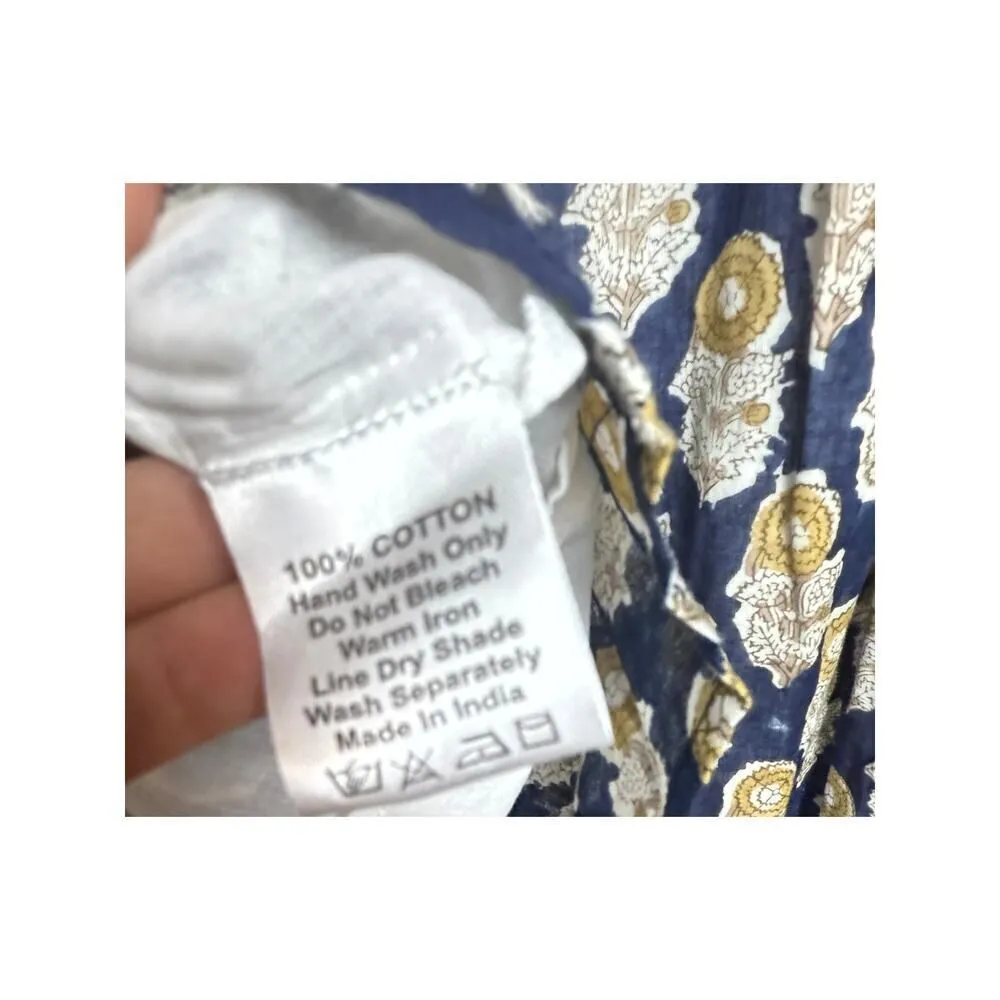 100% COTTON
Hand Wash Only
Do Not Bleach
Warm Iron
Line Dry Shade
Wash Separately
Made In India